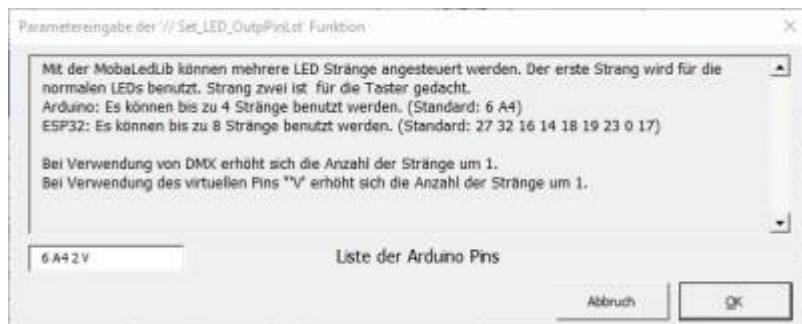 Parametereingabe der '// Set_LED_OutpPinLst' Funktion
Mit der MobaLedLib können mehrere LED Stränge angesteuert werden. Der erste Strang wird für die
normalen LEDs benutzt. Strang zwei ist für die Taster gedacht.
Arduino: Es können bis zu 4 Stränge benutzt werden. (Standard: 6 A4)
ESP32: Es können bis zu 8 Stränge benutzt werden. (Standard: 27 32 16 14 18 19 23 0 17)
Bei Verwendung von DMX erhöht sich die Anzahl der Stränge um 1.
Bei Verwendung des virtuellen Pins "'V' erhöht sich die Anzahl der Stränge um 1.
6 A4 2 V
Liste der Arduino Pins
Abbruch
OK